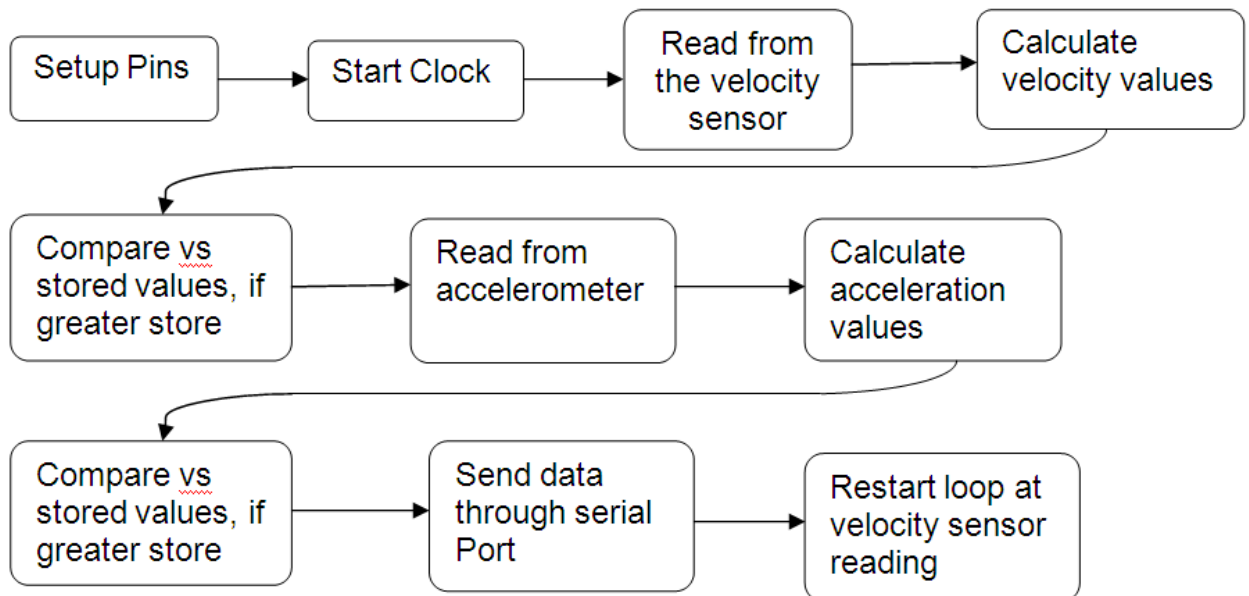 Setup Pins
Start Clock
Read from
the velocity
sensor
Calculate
velocity values
Compare vs
stored values, if
greater store
Read from
accelerometer
Calculate
acceleration
values
Compare vs
stored values, if
greater store
Send data
through serial
Port
Restart loop at
velocity sensor
reading